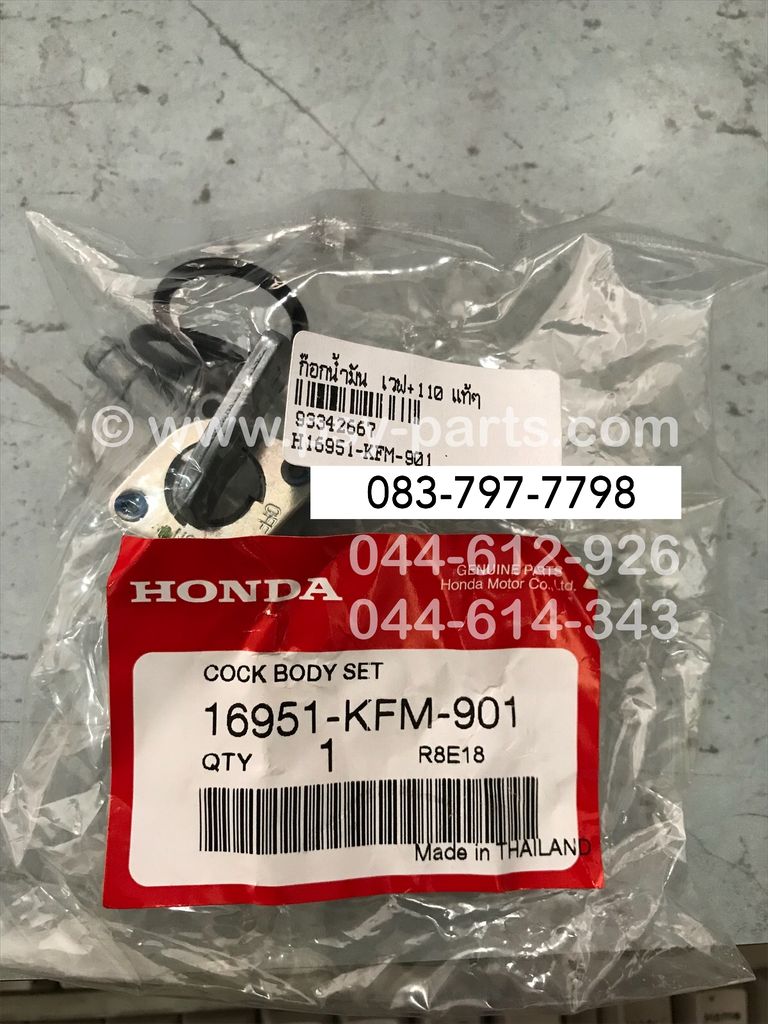 ก๊อกน้ำมัน เวฟ+110 แท้ๆ
93342667
H16951-KFM-901
© www. -parts.com
083-797-7798
044-612-926
044-614-343
HONDA
GENUINE PARTS
Honda Motor Co., Ltd.
COCK BODY SET
16951-KFM-901
QTY 1 R8E18
Made in THAILAND